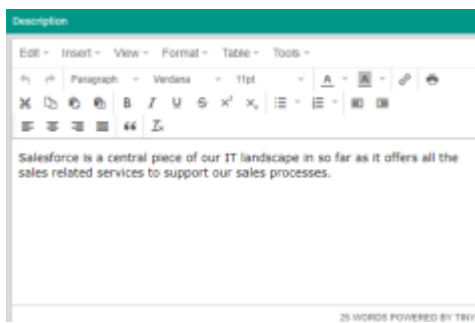 Description
Edit Insert View Format Table Tools
Paragraph Verdana 11pt A A
B I U S x² x₂
Salesforce is a central piece of our IT landscape in so far as it offers all the
sales related services to support our sales processes.
25 WORDS POWERED BY TINY